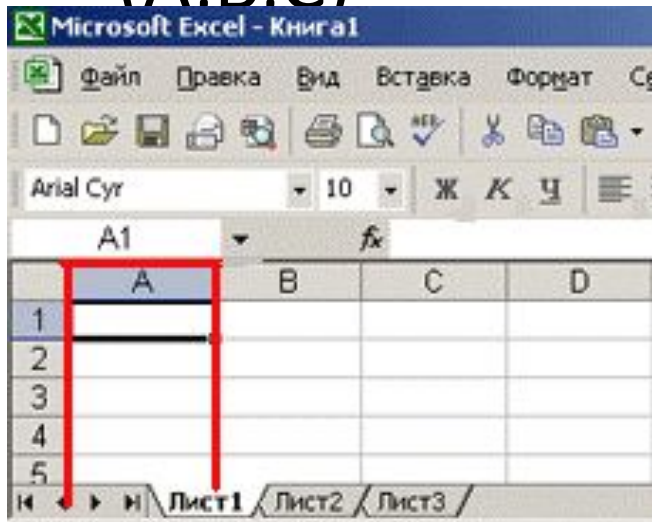 (A.B.C)
Microsoft Excel - Книга1
Файл Правка Вид Вставка Формат
Arial Cyr 10 Ж К Ч
A1 fx
A B C D
1
2
3
4
5
Лист1 Лист2 Лист3